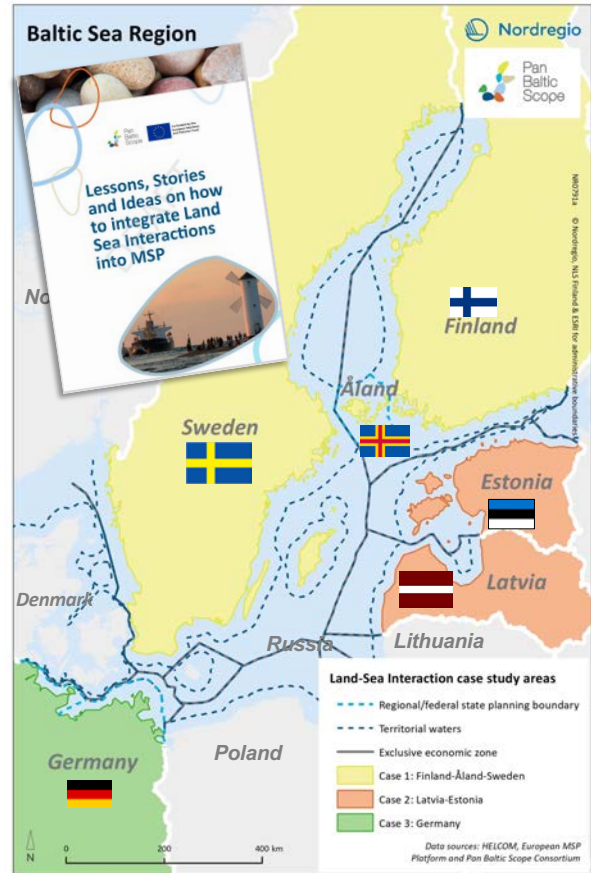 Baltic Sea Region
Nordregio
Pan
Baltic
Scope
Pan
Baltic
Scope
Lessons, Stories
and Ideas on how
to integrate Land
Sea Interactions
into MSP
No
Finland
Åland
Sweden
Estonia
Latvia
Denmark
Russia
Lithuania
Germany
Poland
NR0791a © Nordregio, NLS Finland & ESRI for administrative boundaries
Land-Sea Interaction case study areas
Regional/federal state planning boundary
Territorial waters
Exclusive economic zone
Case 1: Finland-Åland-Sweden
Case 2: Latvia-Estonia
Case 3: Germany
N
0 200 400 km
Data sources: HELCOM, European MSP
Platform and Pan Baltic Scope Consortium